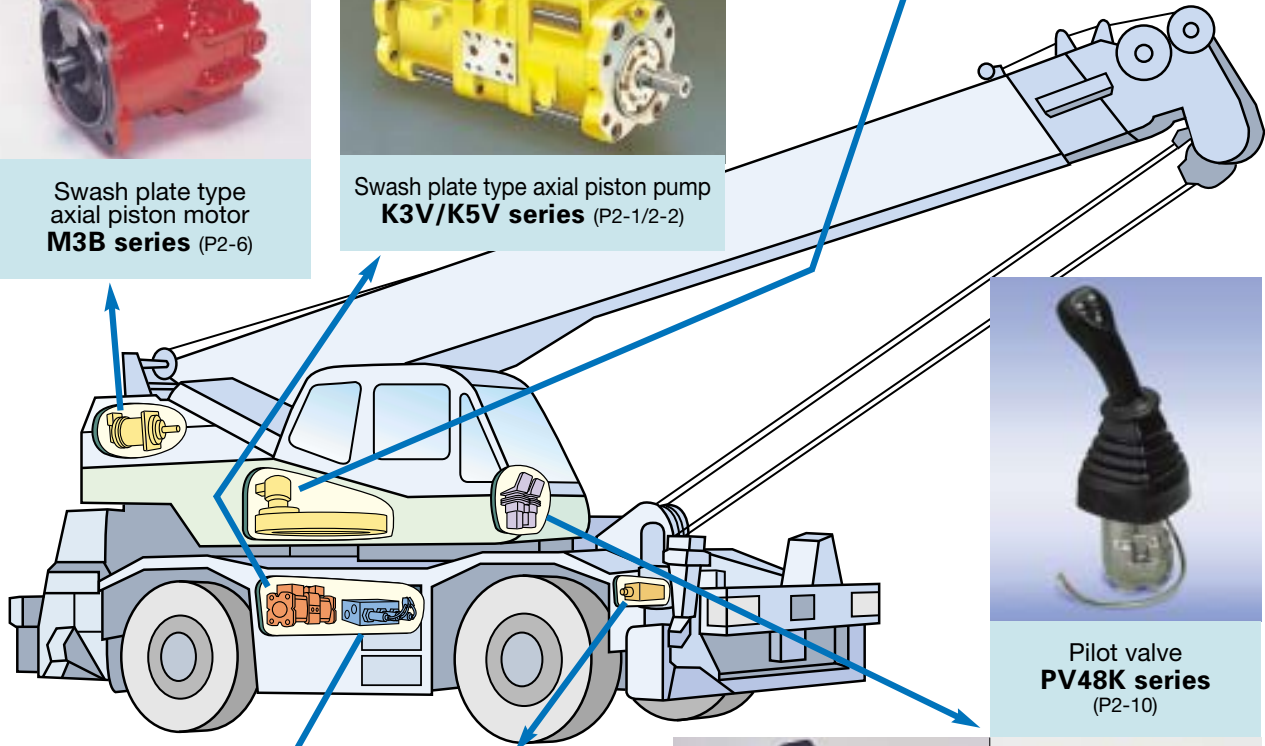 Swash plate type
axial piston motor
M3B series (P2-6)
Swash plate type axial piston pump
K3V/K5V series (P2-1/2-2)
Pilot valve
PV48K series
(P2-10)